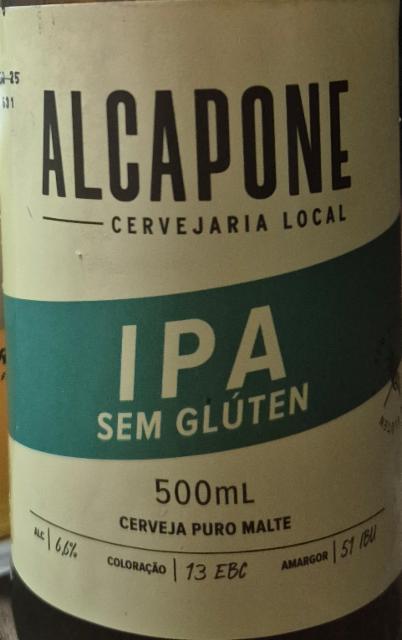 ALCAPONE
CERVEJARIA LOCAL
IPA
SEM GLÚTEN
500mL
CERVEJA PURO MALTE
ALC | 6,6% COLORAÇÃO | 13 EBC AMARGOR | 51 IBU